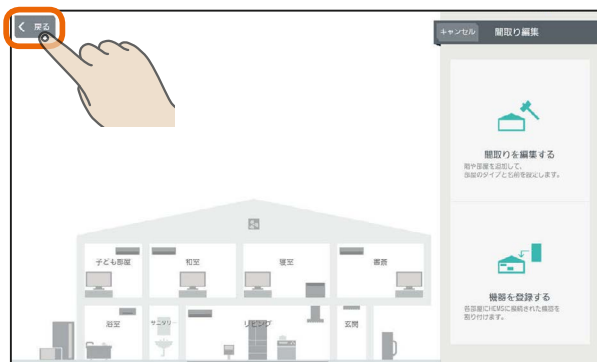 戻る
キャンセル
間取り編集
間取りを編集する
階や部屋を追加して、
部屋のタイプと名前を設定します。
機器を登録する
各部屋にHEMSに接続された機器を
割り付けます。
子ども部屋
和室
寝室
書斎
浴室
サニタリー
リビング
玄関